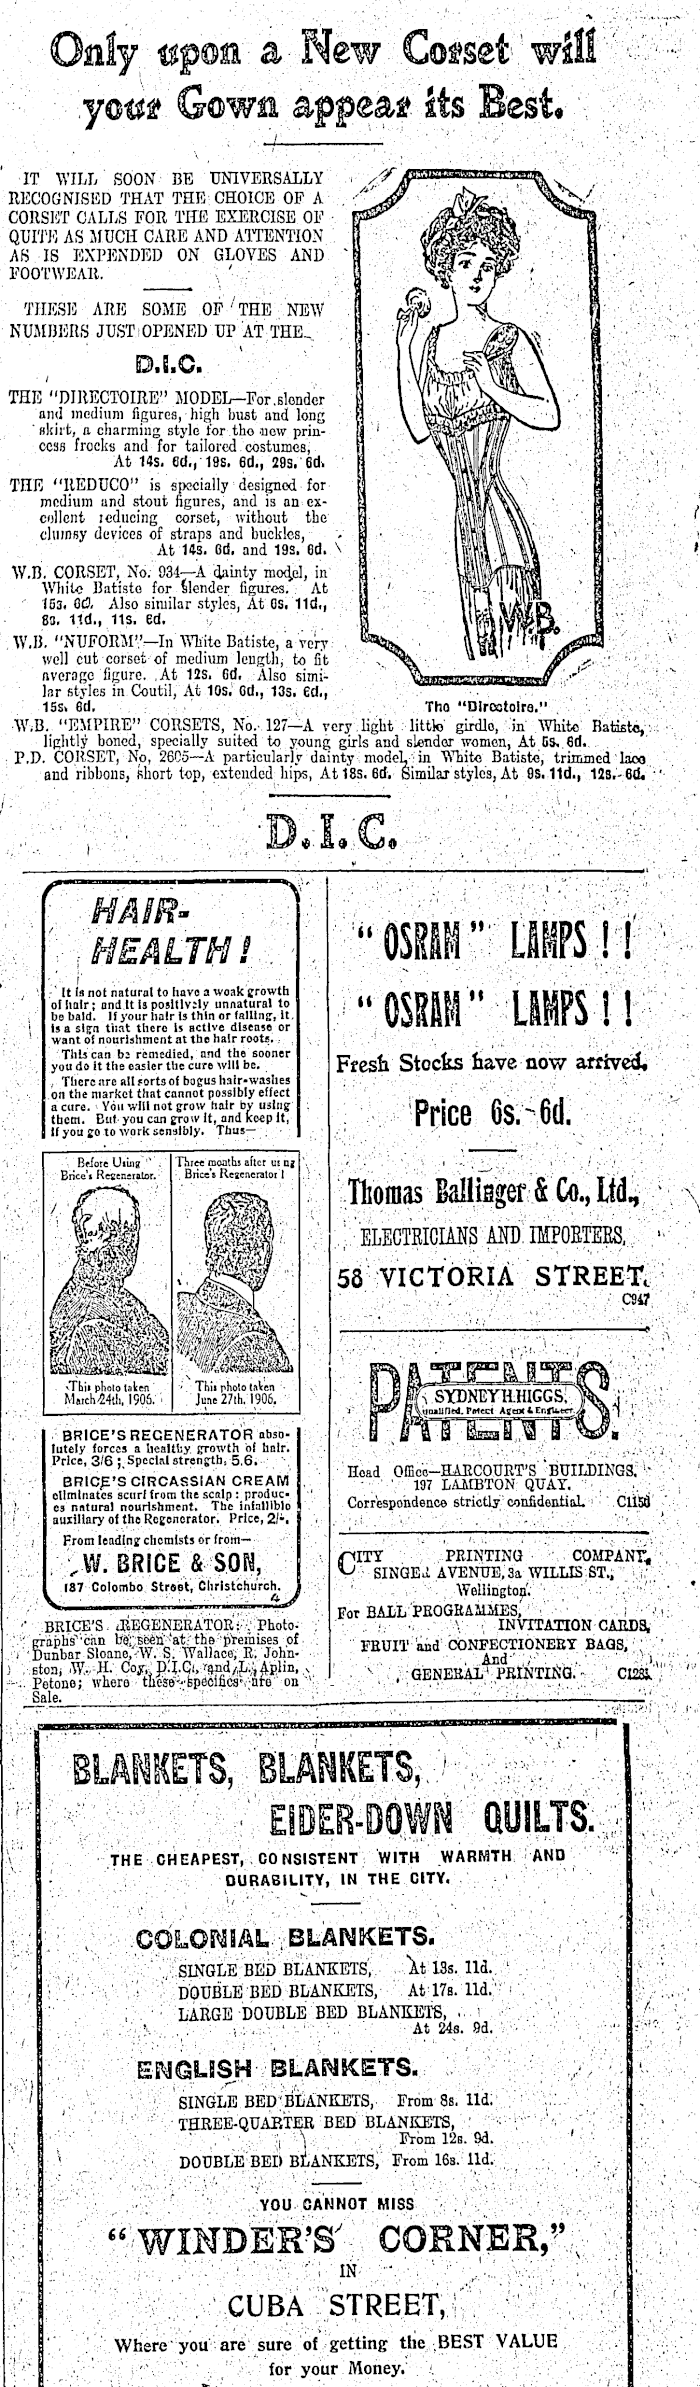 Only upon a New Corset will
your Gown appear its Best.
IT WILL SOON BE UNIVERSALLY
RECOGNISED THAT THE CHOICE OF A
CORSET CALLS FOR THE EXERCISE OF
QUITE AS MUCH CARE AND ATTENTION
AS IS EXPENDED ON GLOVES AND
FOOTWEAR.
THESE ARE SOME OF THE NEW
NUMBERS JUST OPENED UP AT THE
D.I.C.
THE "DIRECTOIRE" MODEL—For slender
and medium figures, high bust and long
skirt, a charming style for the new prin-
cess frocks and for tailored costumes,
At 14s. 6d., 19s. 6d., 29s. 6d.
THE "REDUCO" is specially designed for
medium and stout figures, and is an ex-
cellent reducing corset, without the
clumsy devices of straps and buckles,
At 14s. 6d. and 19s. 6d.
W.B. CORSET, No. 934—A dainty model, in
White Batiste for slender figures. At
15s. 6d. Also similar styles, At 6s. 11d.,
8s. 11d., 11s. 6d.
W.B. "NUFORM"—In White Batiste, a very
well cut corset of medium length, to fit
average figure. At 12s. 6d. Also simi-
lar styles in Coutil, At 10s. 6d., 13s. 6d.,
15s. 6d.
W.B.
The "Directoire."
W.B. "EMPIRE" CORSETS, No. 127—A very light little girdle, in White Batiste,
lightly boned, specially suited to young girls and slender women, At 5s. 6d.
P.D. CORSET, No. 2605—A particularly dainty model, in White Batiste, trimmed lace
and ribbons, short top, extended hips, At 18s. 6d. Similar styles, At 9s. 11d., 12s. 6d.
D.I.C.
HAIR-
HEALTH!
It is not natural to have a weak growth
of hair; and it is positively unnatural to
be bald. If your hair is thin or falling, it
is a sign that there is active disease or
want of nourishment at the hair roots.
This can be remedied, and the sooner
you do it the easier the cure will be.
There are all sorts of bogus hair-washes
on the market that cannot possibly effect
a cure. You will not grow hair by using
them. But you can grow it, and keep it,
if you go to work sensibly. Thus—
Before Using
Brice's Regenerator.
Three months after using
Brice's Regenerator!
This photo taken
March 24th, 1906.
This photo taken
June 27th, 1906.
BRICE'S REGENERATOR abso-
lutely forces a healthy growth of hair.
Price, 3/6; Special strength, 5.6.
BRICE'S CIRCASSIAN CREAM
eliminates scurf from the scalp: produc-
es natural nourishment. The infallible
auxiliary of the Regenerator. Price, 2/-.
From leading chemists or from—
W. BRICE & SON,
187 Colombo Street, Christchurch.
4
BRICE'S REGENERATOR: Photo-
graphs can be seen at the premises of
Dunbar Sloane, W. S. Wallace, R. John-
ston, W. H. Cox, D.I.C., and L. Aplin,
Petone; where these specifics are on
Sale.
"OSRAM" LAMPS!!
"OSRAM" LAMPS!!
Fresh Stocks have now arrived.
Price 6s. 6d.
Thomas Ballinger & Co., Ltd.,
ELECTRICIANS AND IMPORTERS,
58 VICTORIA STREET.
C947
PATENTS.
SYDNEY H. HIGGS,
Qualified Patent Agent & Engineer
Head Office—HARCOURT'S BUILDINGS,
197 LAMBTON QUAY.
Correspondence strictly confidential. C1150
CITY PRINTING COMPANY,
AVENUE, 3a WILLIS ST.,
Wellington.
For BALL PROGRAMMES,
INVITATION CARDS,
FRUIT and CONFECTIONERY BAGS,
And
GENERAL PRINTING.
BLANKETS, BLANKETS,
EIDER-DOWN QUILTS.
THE CHEAPEST, CONSISTENT WITH WARMTH AND
DURABILITY, IN THE CITY.
COLONIAL BLANKETS.
SINGLE BED BLANKETS, At 13s. 11d.
DOUBLE BED BLANKETS, At 17s. 11d.
LARGE DOUBLE BED BLANKETS,
At 24s. 9d.
ENGLISH BLANKETS.
SINGLE BED BLANKETS, From 8s. 11d.
THREE-QUARTER BED BLANKETS,
From 12s. 9d.
DOUBLE BED BLANKETS, From 16s. 11d.
YOU CANNOT MISS
"WINDER'S CORNER,"
IN
CUBA STREET,
Where you are sure of getting the BEST VALUE
for your Money.